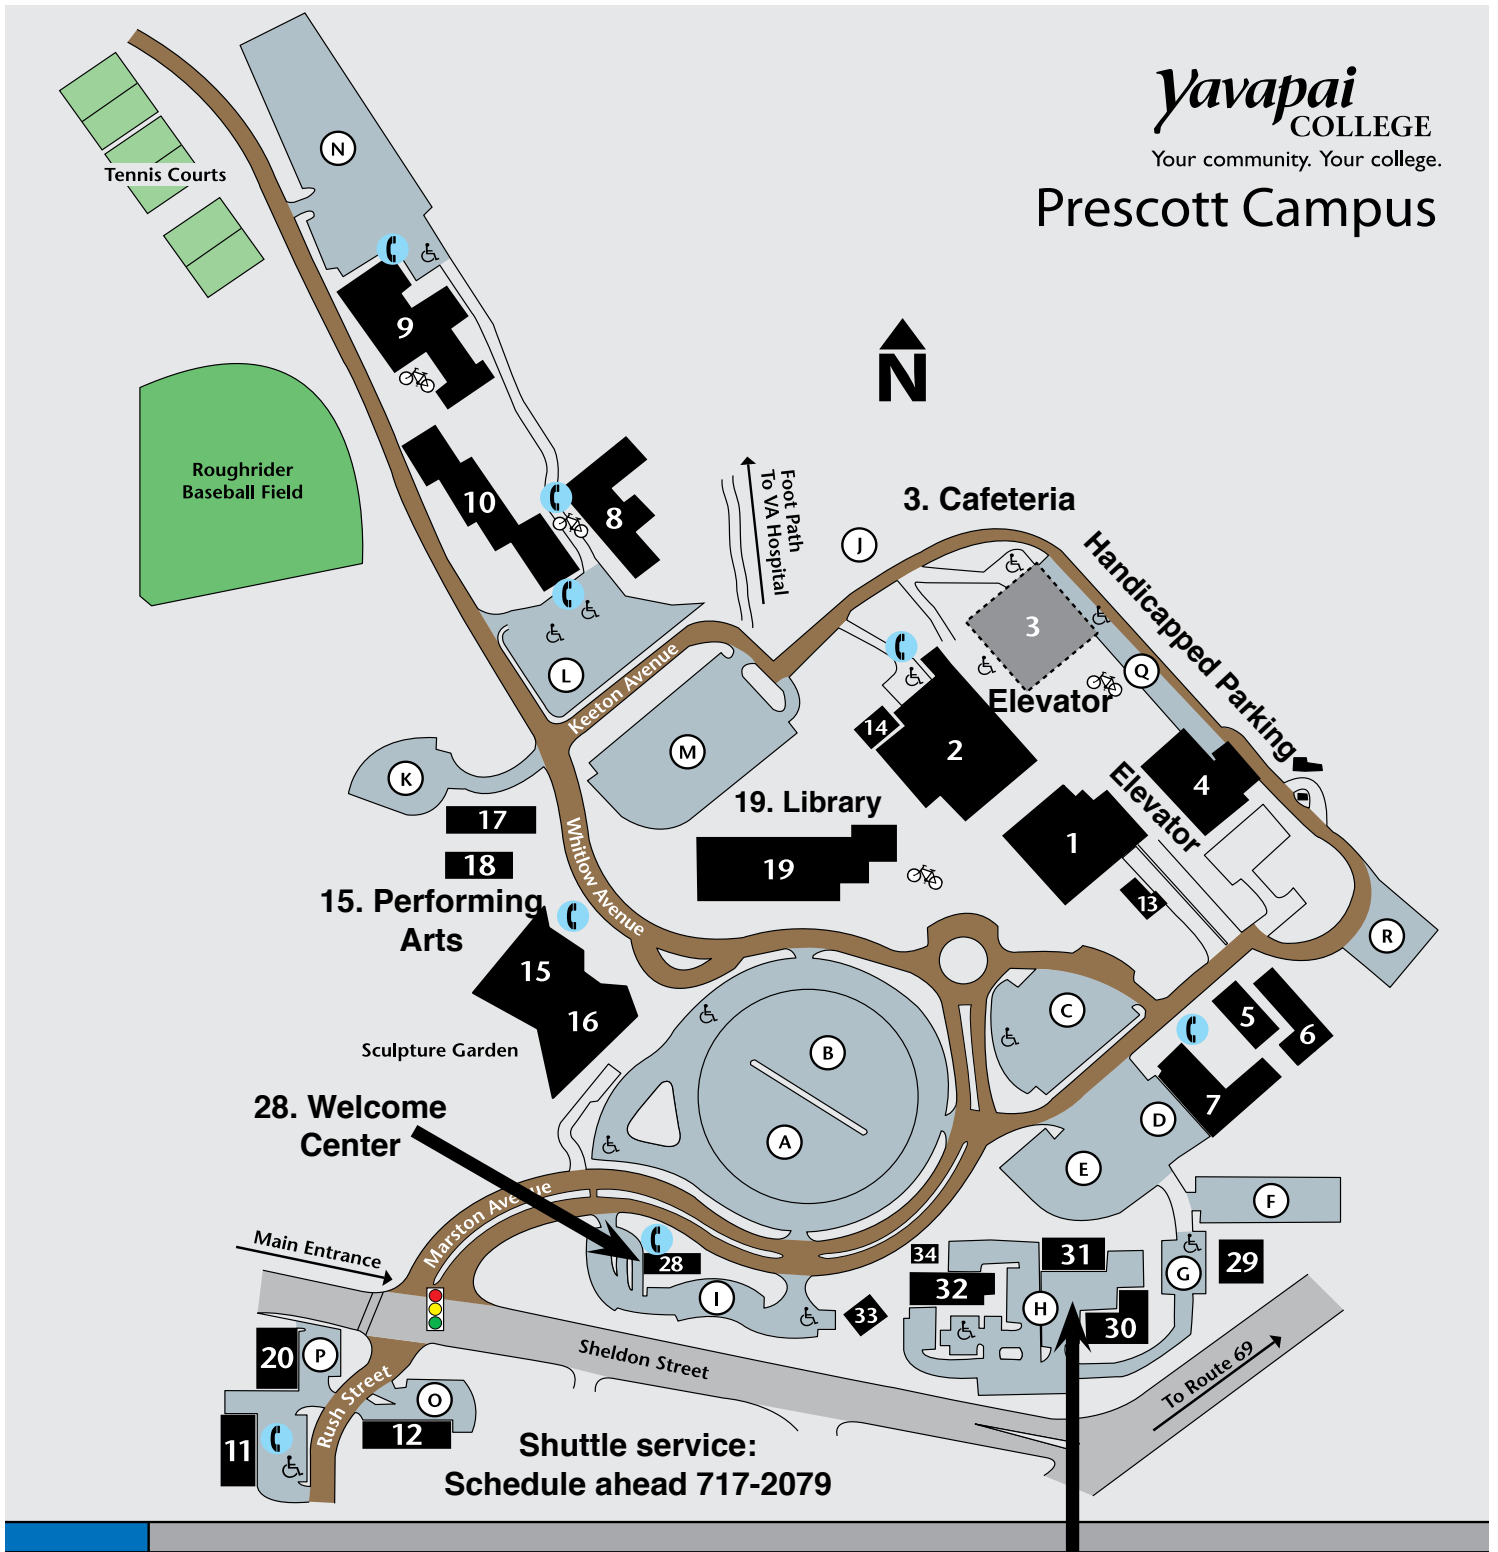 Yavapai
COLLEGE
Your community. Your college.
Prescott Campus
N
Tennis Courts
9
N
Roughrider
Baseball Field
10
8
Foot Path
To VA Hospital
J
3. Cafeteria
Handicapped Parking
3
Q
Elevator
L
Keeton Avenue
M
K
14
2
4
Elevator
17
18
19. Library
19
1
13
Whitlow Avenue
15. Performing
Arts
15
16
Sculpture Garden
R
C
B
A
5
6
7
D
E
F
28. Welcome
Center
Marston Avenue
Main Entrance
28
I
33
34
32
31
H
30
G
29
20
P
O
11
12
Rush Street
Sheldon Street
To Route 69
Shuttle service:
Schedule ahead 717-2079